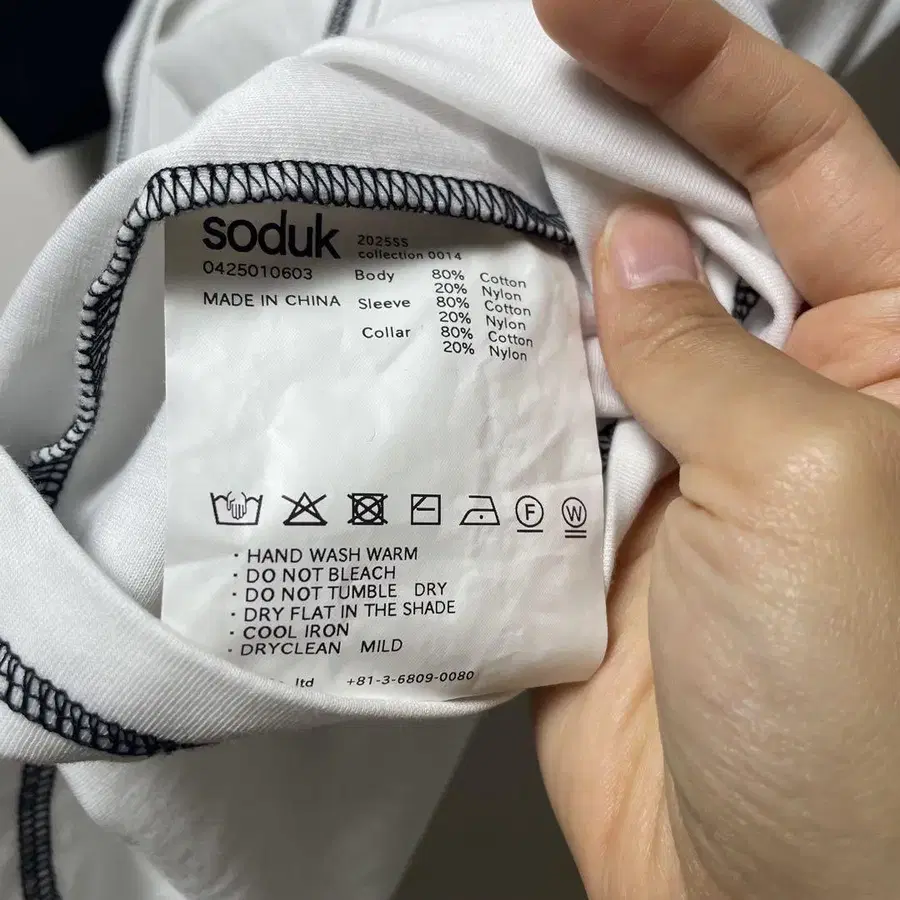 soduk
2025SS
collection 0014
0425010603
MADE IN CHINA
Body 80% Cotton
20% Nylon
Sleeve 80% Cotton
20% Nylon
Collar 80% Cotton
20% Nylon
F
W
· HAND WASH WARM
· DO NOT BLEACH
· DO NOT TUMBLE DRY
· DRY FLAT IN THE SHADE
· COOL IRON
· DRYCLEAN MILD
ltd +81-3-6809-0080